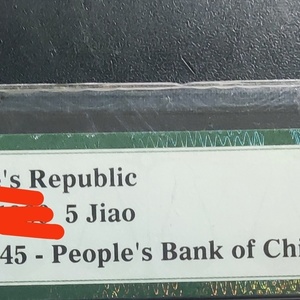 's Republic
5 Jiao
45 - People's Bank of Chi